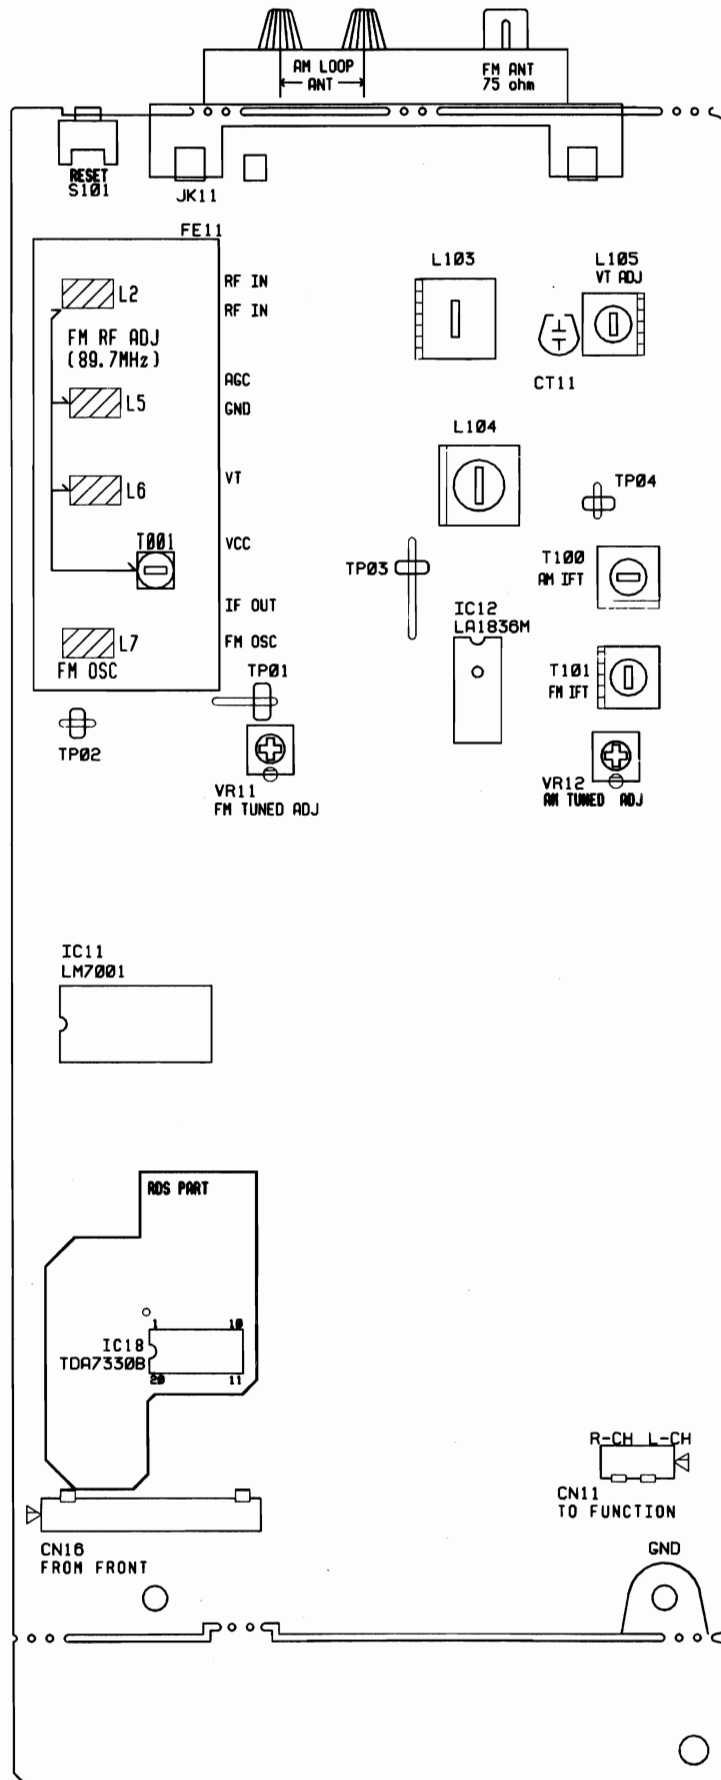 AM LOOP
ANT
FM ANT
75 ohm
RESET
S101
JK11
FE11
L2
RF IN
RF IN
FM RF ADJ
(89.7MHz)
L5
AGC
GND
L6
VT
T001
VCC
IF OUT
L7
FM OSC
FM OSC
L103
L105
VT ADJ
CT11
L104
TP04
TP03
T100
AM IFT
IC12
LA1836M
T101
FM IFT
TP01
TP02
VR11
FM TUNED ADJ
VR12
AM TUNED ADJ
IC11
LM7001
RDS PART
1 10
IC18
TDA7330B
20 11
R-CH L-CH
CN11
TO FUNCTION
CN16
FROM FRONT
GND